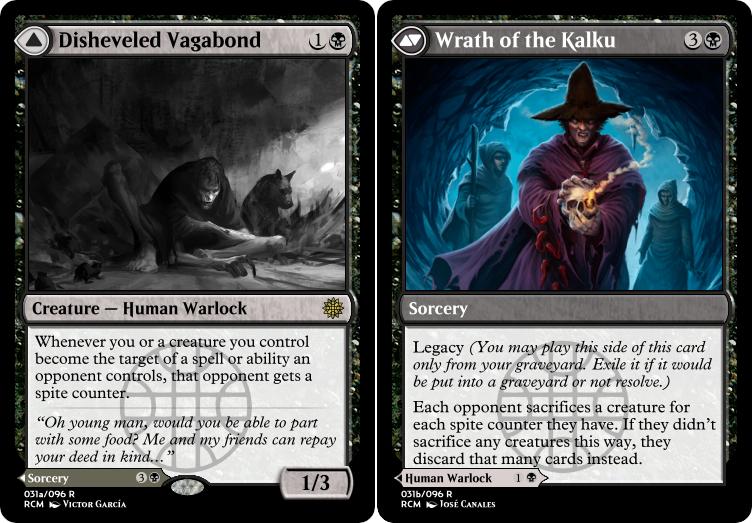 Disheveled Vagabond 1
Creature — Human Warlock
Whenever you or a creature you control
become the target of a spell or ability an
opponent controls, that opponent gets a
spite counter.
“Oh young man, would you be able to part
with some food? Me and my friends can repay
your deed in kind...”
Sorcery 3
1/3
031a/096 R
RCM Victor García
Wrath of the Kalku 3
Sorcery
Legacy (You may play this side of this card
only from your graveyard. Exile it if it would
be put into a graveyard or not resolve.)
Each opponent sacrifices a creature for
each spite counter they have. If they didn’t
sacrifice any creatures this way, they
discard that many cards instead.
Human Warlock 1
031b/096 R
RCM José Canales